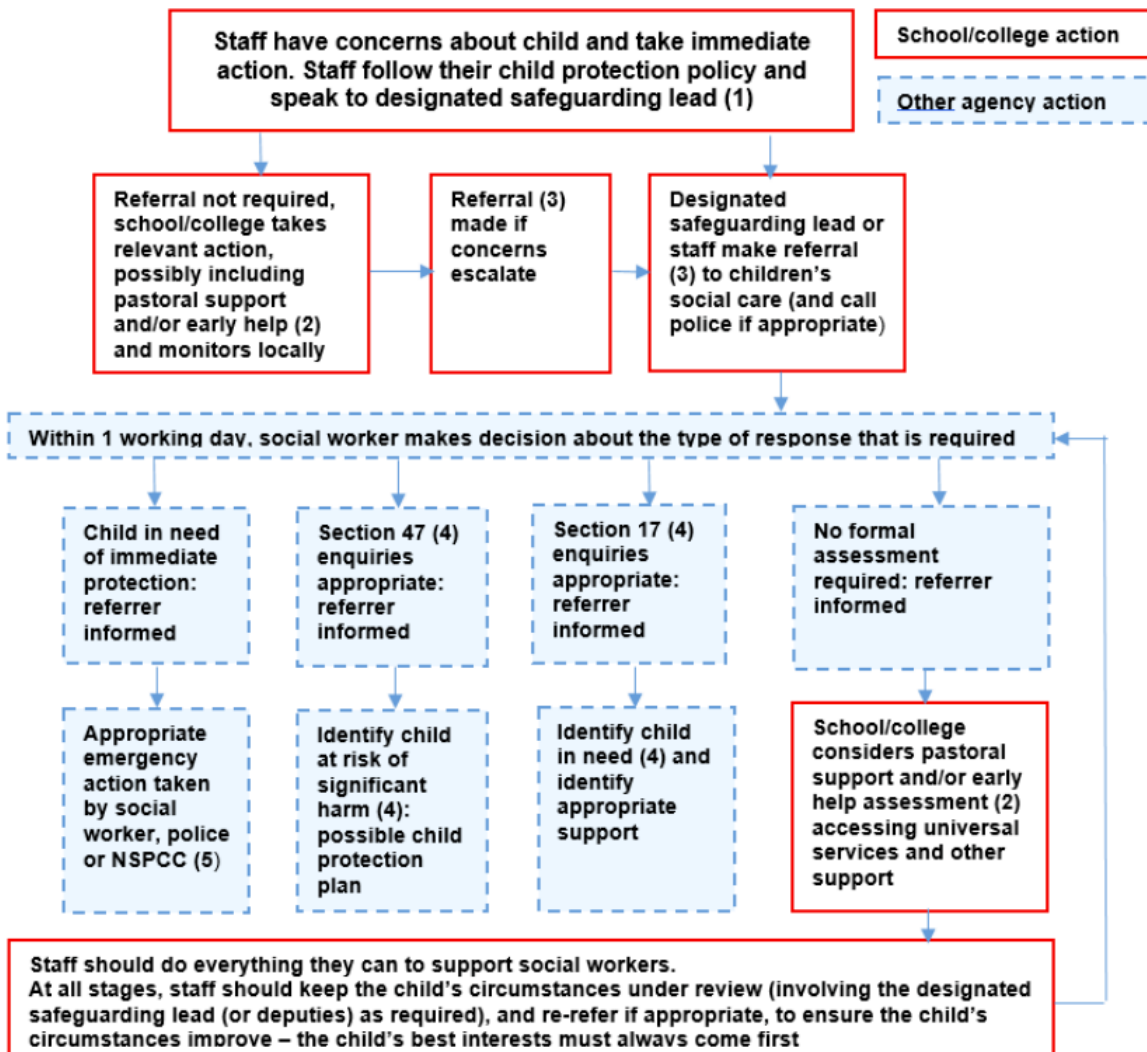 Staff have concerns about child and take immediate
action. Staff follow their child protection policy and
speak to designated safeguarding lead (1)
School/college action
Other agency action
Referral not required,
school/college takes
relevant action,
possibly including
pastoral support
and/or early help (2)
and monitors locally
Referral (3)
made if
concerns
escalate
Designated
safeguarding lead or
staff make referral
(3) to children’s
social care (and call
police if appropriate)
Within 1 working day, social worker makes decision about the type of response that is required
Child in need
of immediate
protection:
referrer
informed
Section 47 (4)
enquiries
appropriate:
referrer
informed
Section 17 (4)
enquiries
appropriate:
referrer
informed
No formal
assessment
required: referrer
informed
Appropriate
emergency
action taken
by social
worker, police
or NSPCC (5)
Identify child
at risk of
significant
harm (4):
possible child
protection
plan
Identify child
in need (4) and
identify
appropriate
support
School/college
considers pastoral
support and/or early
help assessment (2)
accessing universal
services and other
support
Staff should do everything they can to support social workers.
At all stages, staff should keep the child’s circumstances under review (involving the designated
safeguarding lead (or deputies) as required), and re-refer if appropriate, to ensure the child’s
circumstances improve – the child’s best interests must always come first